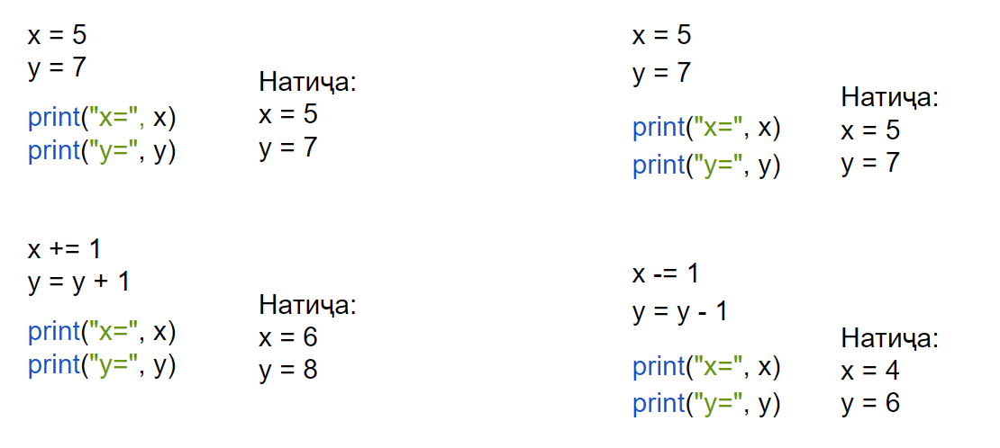 x = 5
y = 7
print("x=", x)
print("y=", y)
Натиҷа:
x = 5
y = 7
x += 1
y = y + 1
print("x=", x)
print("y=", y)
Натиҷа:
x = 6
y = 8
x = 5
y = 7
print("x=", x)
print("y=", y)
Натиҷа:
x = 5
y = 7
x -= 1
y = y - 1
print("x=", x)
print("y=", y)
Натиҷа:
x = 4
y = 6